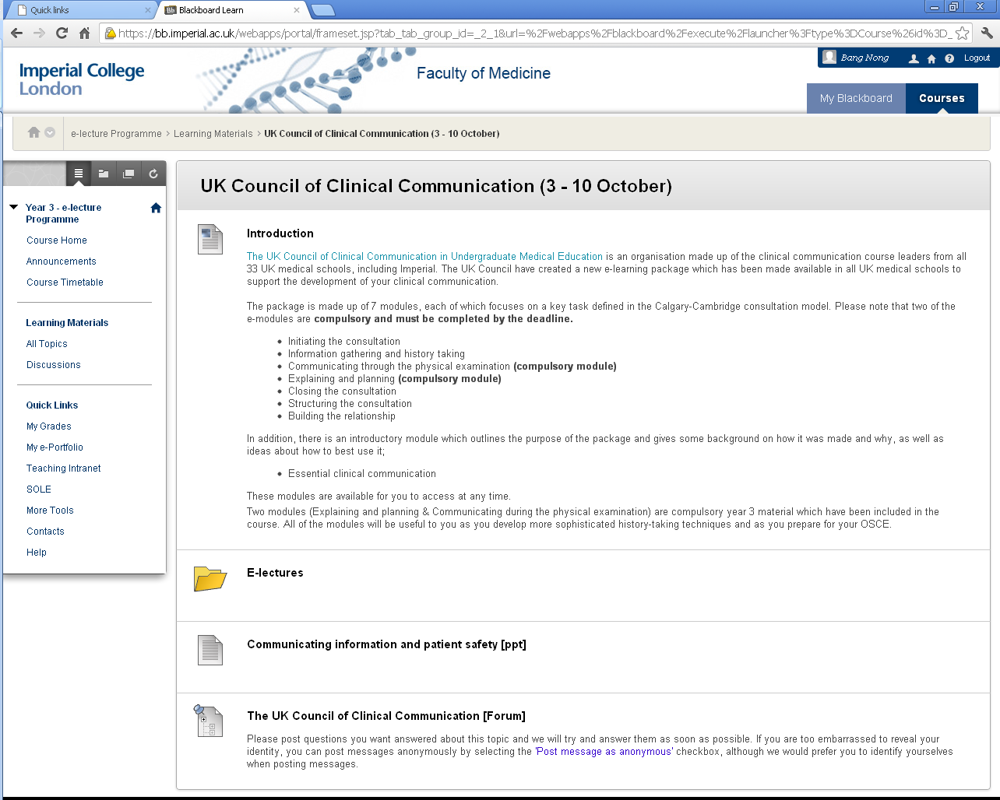 Quick links
Blackboard Learn
https://bb.imperial.ac.uk/webapps/portal/frameset.jsp?tab_tab_group_id=_2_1&url=%2Fwebapps%2Fblackboard%2Fexecute%2Flauncher%3Ftype%3DCourse%26id%3D_
Imperial College
London
Faculty of Medicine
Bang Nong
Logout
My Blackboard
Courses
e-lecture Programme > Learning Materials > UK Council of Clinical Communication (3 - 10 October)
Year 3 - e-lecture
Programme
Course Home
Announcements
Course Timetable
Learning Materials
All Topics
Discussions
Quick Links
My Grades
My e-Portfolio
Teaching Intranet
SOLE
More Tools
Contacts
Help
UK Council of Clinical Communication (3 - 10 October)
Introduction
The UK Council of Clinical Communication in Undergraduate Medical Education is an organisation made up of the clinical communication course leaders from all
33 UK medical schools, including Imperial. The UK Council have created a new e-learning package which has been made available in all UK medical schools to
support the development of your clinical communication.
The package is made up of 7 modules, each of which focuses on a key task defined in the Calgary-Cambridge consultation model. Please note that two of the
e-modules are compulsory and must be completed by the deadline.
• Initiating the consultation
• Information gathering and history taking
• Communicating through the physical examination (compulsory module)
• Explaining and planning (compulsory module)
• Closing the consultation
• Structuring the consultation
• Building the relationship
In addition, there is an introductory module which outlines the purpose of the package and gives some background on how it was made and why, as well as
ideas about how to best use it;
• Essential clinical communication
These modules are available for you to access at any time.
Two modules (Explaining and planning & Communicating during the physical examination) are compulsory year 3 material which have been included in the
course. All of the modules will be useful to you as you develop more sophisticated history-taking techniques and as you prepare for your OSCE.
E-lectures
Communicating information and patient safety [ppt]
The UK Council of Clinical Communication [Forum]
Please post questions you want answered about this topic and we will try and answer them as soon as possible. If you are too embarrassed to reveal your
identity, you can post messages anonymously by selecting the 'Post message as anonymous' checkbox, although we would prefer you to identify yourselves
when posting messages.